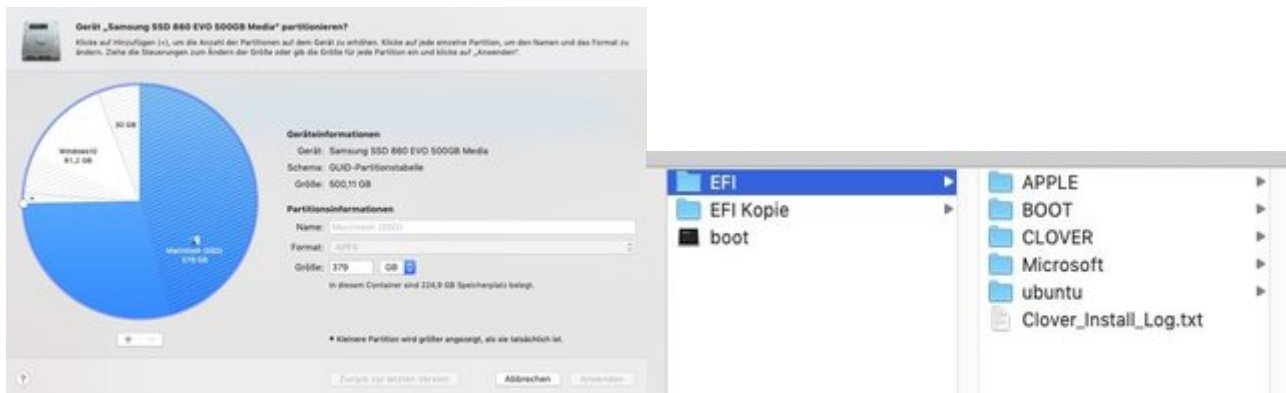 Gerät „Samsung SSD 860 EVO 500GB Media“ partitionieren?
Klicke auf Hinzufügen (+), um die Anzahl der Partitionen auf dem Gerät zu erhöhen. Klicke auf jede einzelne Partition, um den Namen und das Format zu
ändern. Ziehe die Steuerungen zum Ändern der Größe oder gib die Größe für jede Partition ein und klicke auf „Anwenden“.
30 GB
Windows10
91,2 GB
Macintosh (SSD)
379 GB
Geräteinformationen
Gerät: Samsung SSD 860 EVO 500GB Media
Schema: GUID-Partitionstabelle
Größe: 500,11 GB
Partitionsinformationen
Name: Macintosh (SSD)
Format: APFS
Größe: 379 GB
In diesem Container sind 224,9 GB Speicherplatz belegt.
* Kleinere Partition wird größer angezeigt, als sie tatsächlich ist.
+ −
? Zurück zur letzten Version Abbrechen Anwenden
EFI
EFI Kopie
boot
APPLE
BOOT
CLOVER
Microsoft
ubuntu
Clover_Install_Log.txt